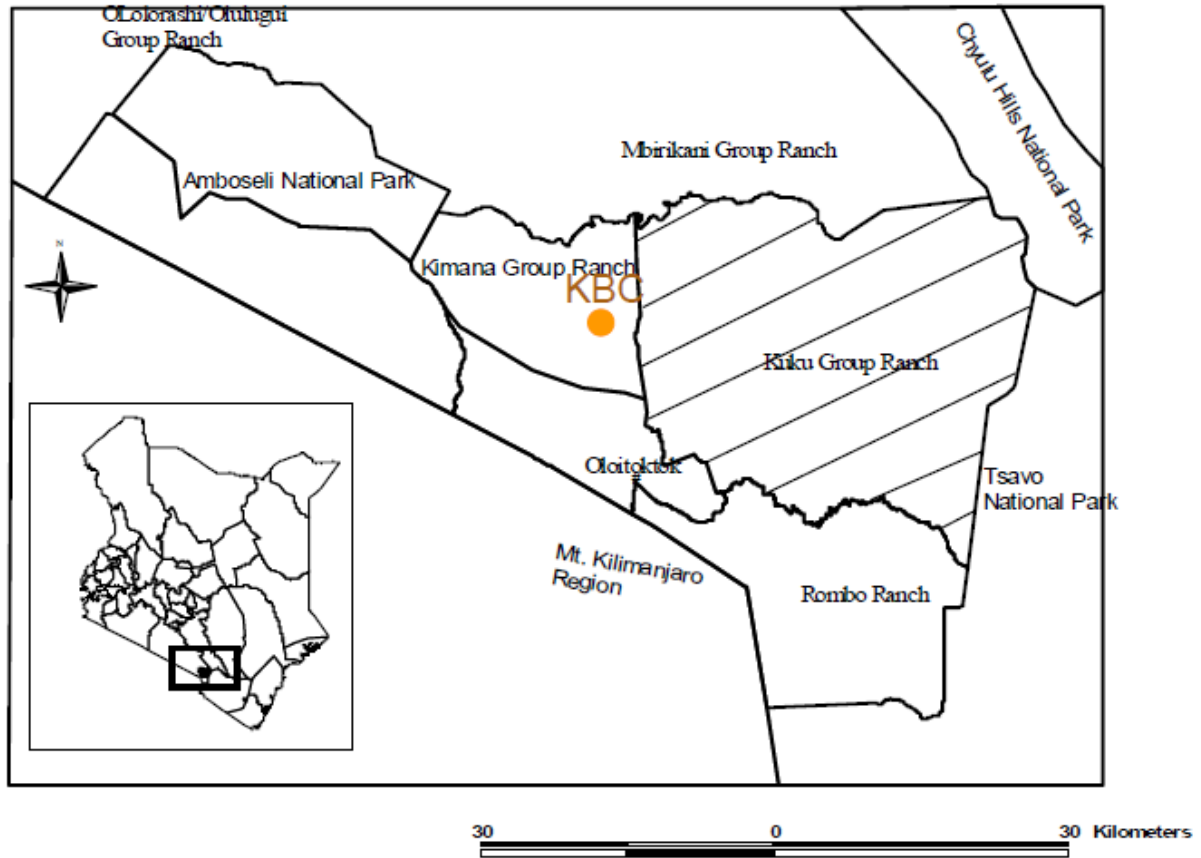 OLolorashi/Olulugui
Group Ranch
Chyulu Hills National Park
Mbirikani Group Ranch
Amboseli National Park
N
Kimana Group Ranch
KBC
Kuku Group Ranch
Oloitoktok
Tsavo
National Park
Mt. Kilimanjaro
Region
Rombo Ranch
30 0 30 Kilometers